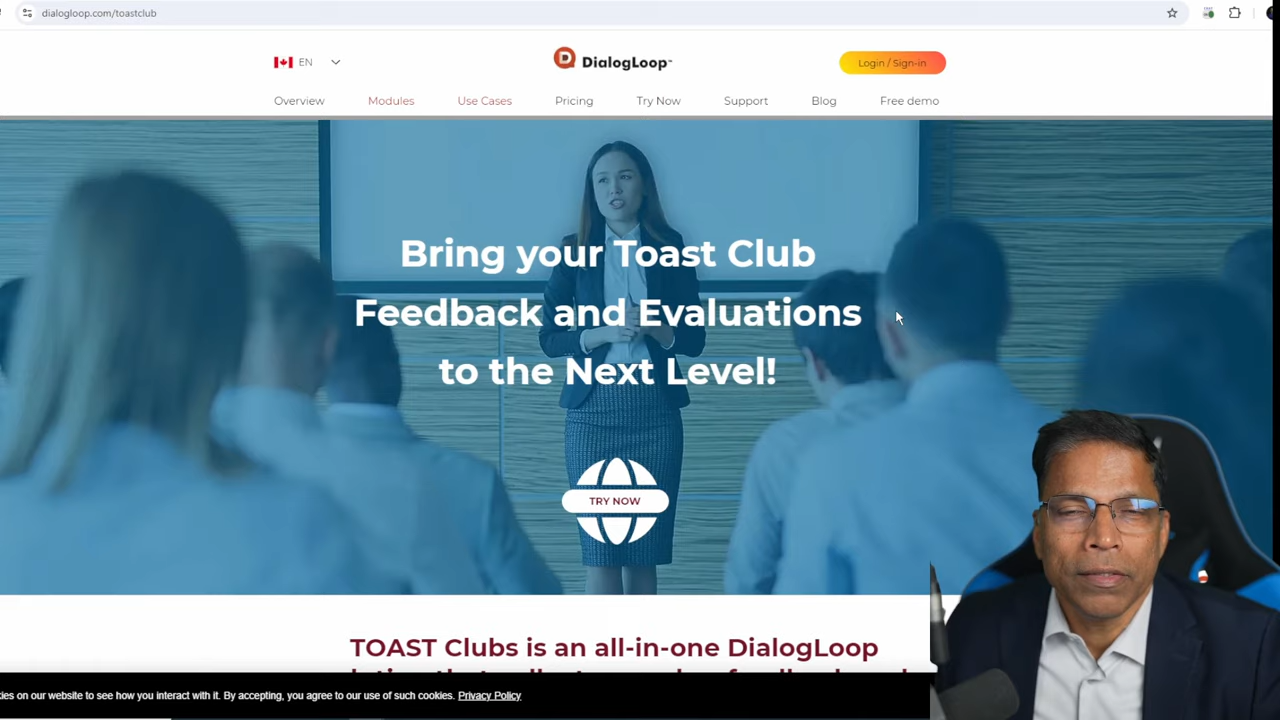 dialogloop.com/toastclub
EN
DialogLoop
Login / Sign-in
Overview Modules Use Cases Pricing Try Now Support Blog Free demo
Bring your Toast Club
Feedback and Evaluations
to the Next Level!
TRY NOW
TOAST Clubs is an all-in-one DialogLoop
on our website to see how you interact with it. By accepting, you agree to our use of such cookies. Privacy Policy